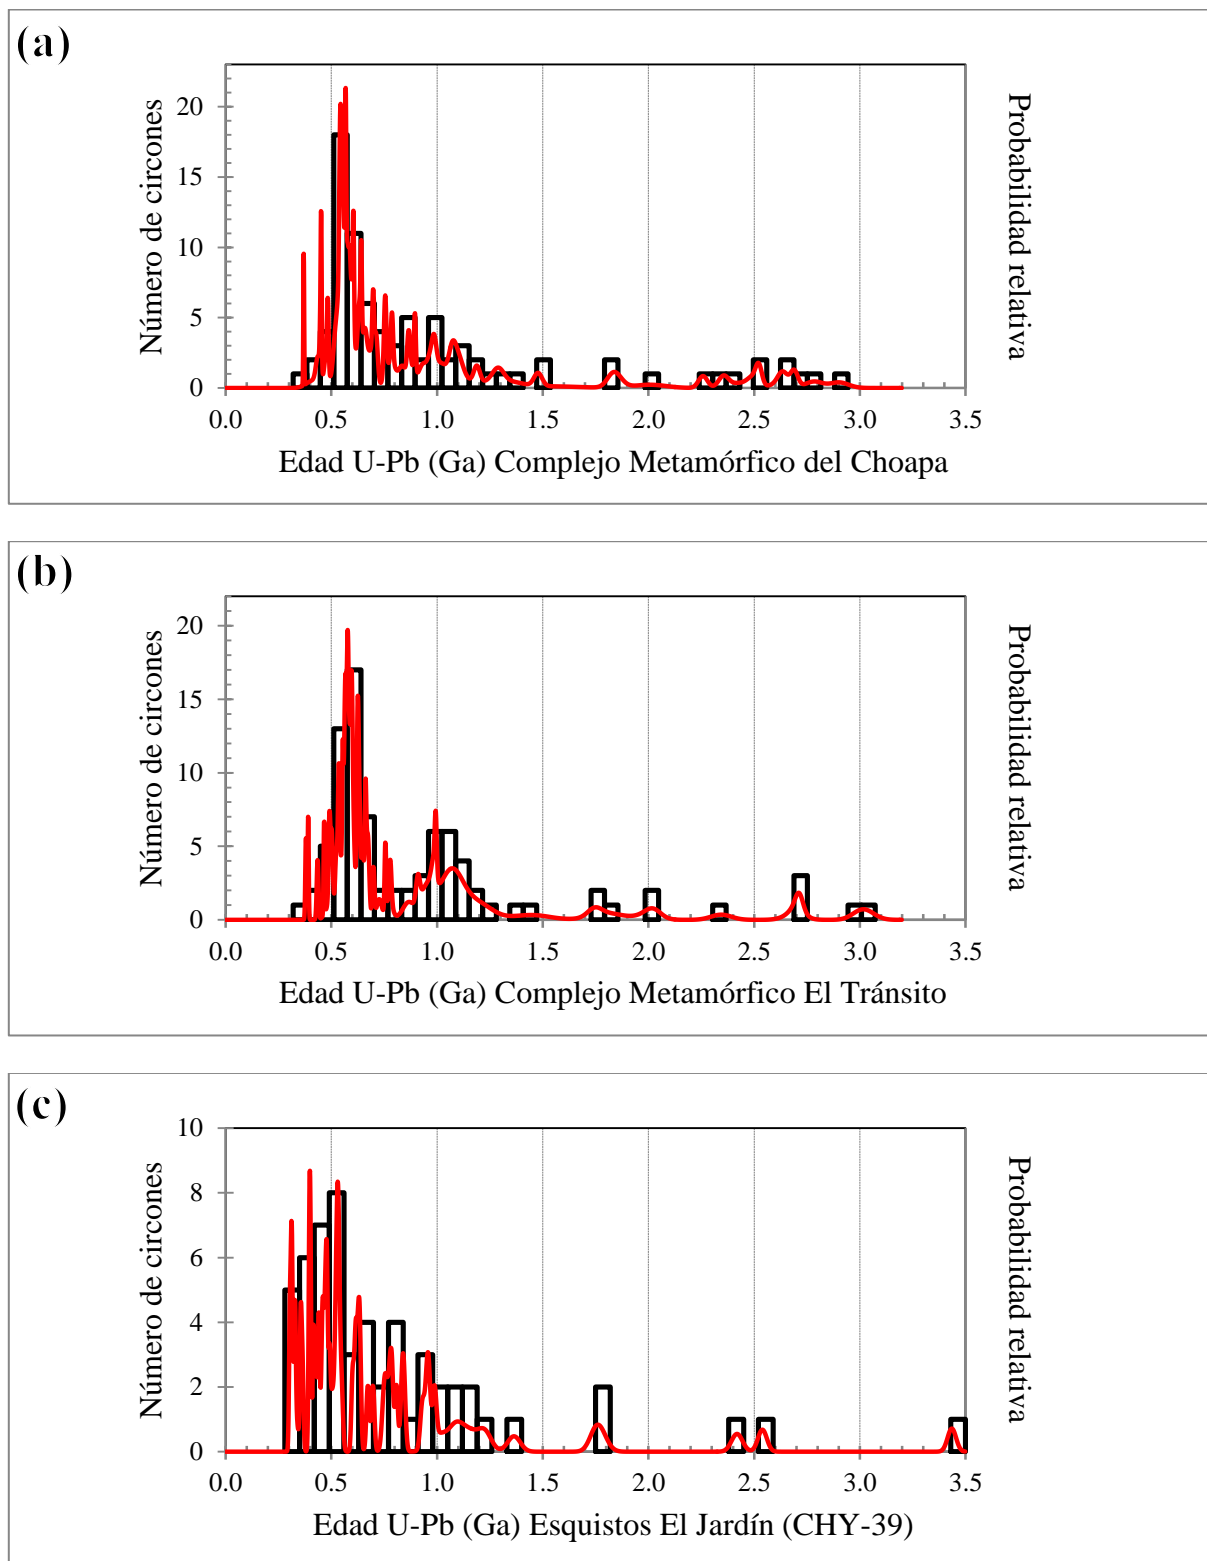 (a)
Número de circones
Probabilidad relativa
20
15
10
5
0
0.0 0.5 1.0 1.5 2.0 2.5 3.0 3.5
Edad U-Pb (Ga) Complejo Metamórfico del Choapa
(b)
Número de circones
Probabilidad relativa
20
15
10
5
0
0.0 0.5 1.0 1.5 2.0 2.5 3.0 3.5
Edad U-Pb (Ga) Complejo Metamórfico El Tránsito
(c)
Número de circones
Probabilidad relativa
10
8
6
4
2
0
0.0 0.5 1.0 1.5 2.0 2.5 3.0 3.5
Edad U-Pb (Ga) Esquistos El Jardín (CHY-39)